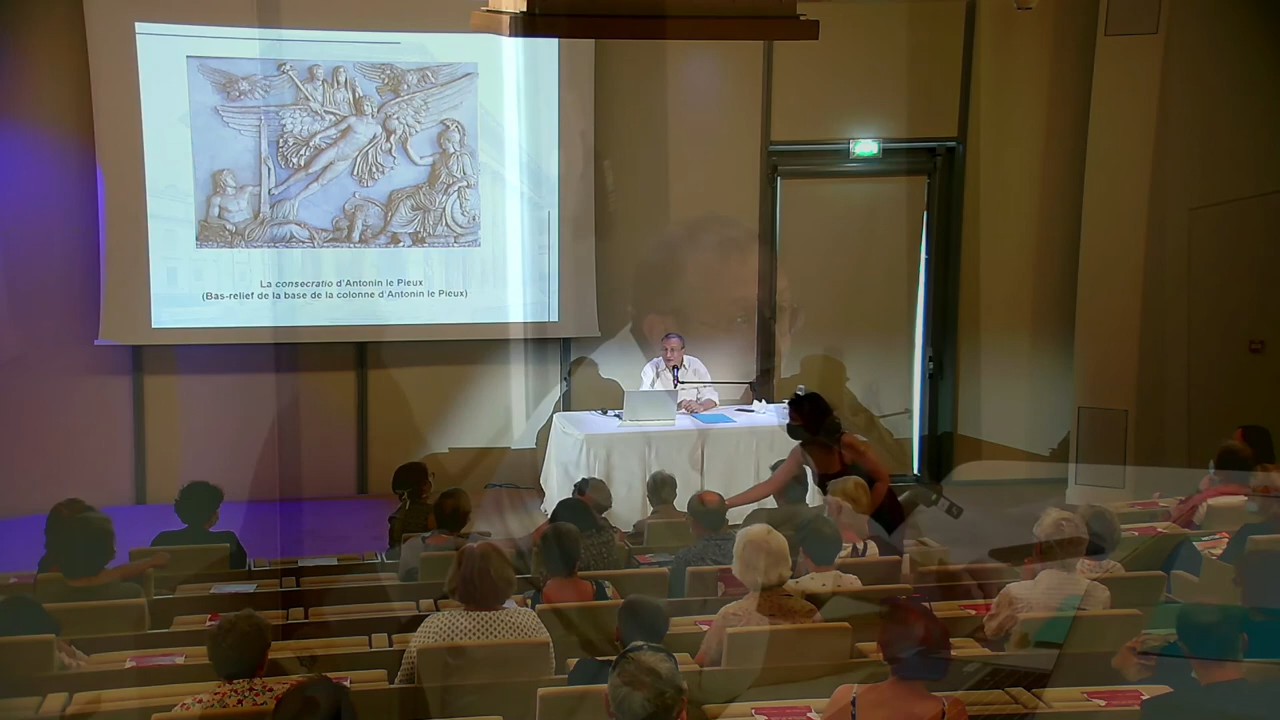 La consecratio d'Antonin le Pieux
(Bas-relief de la base de la colonne d'Antonin le Pieux)